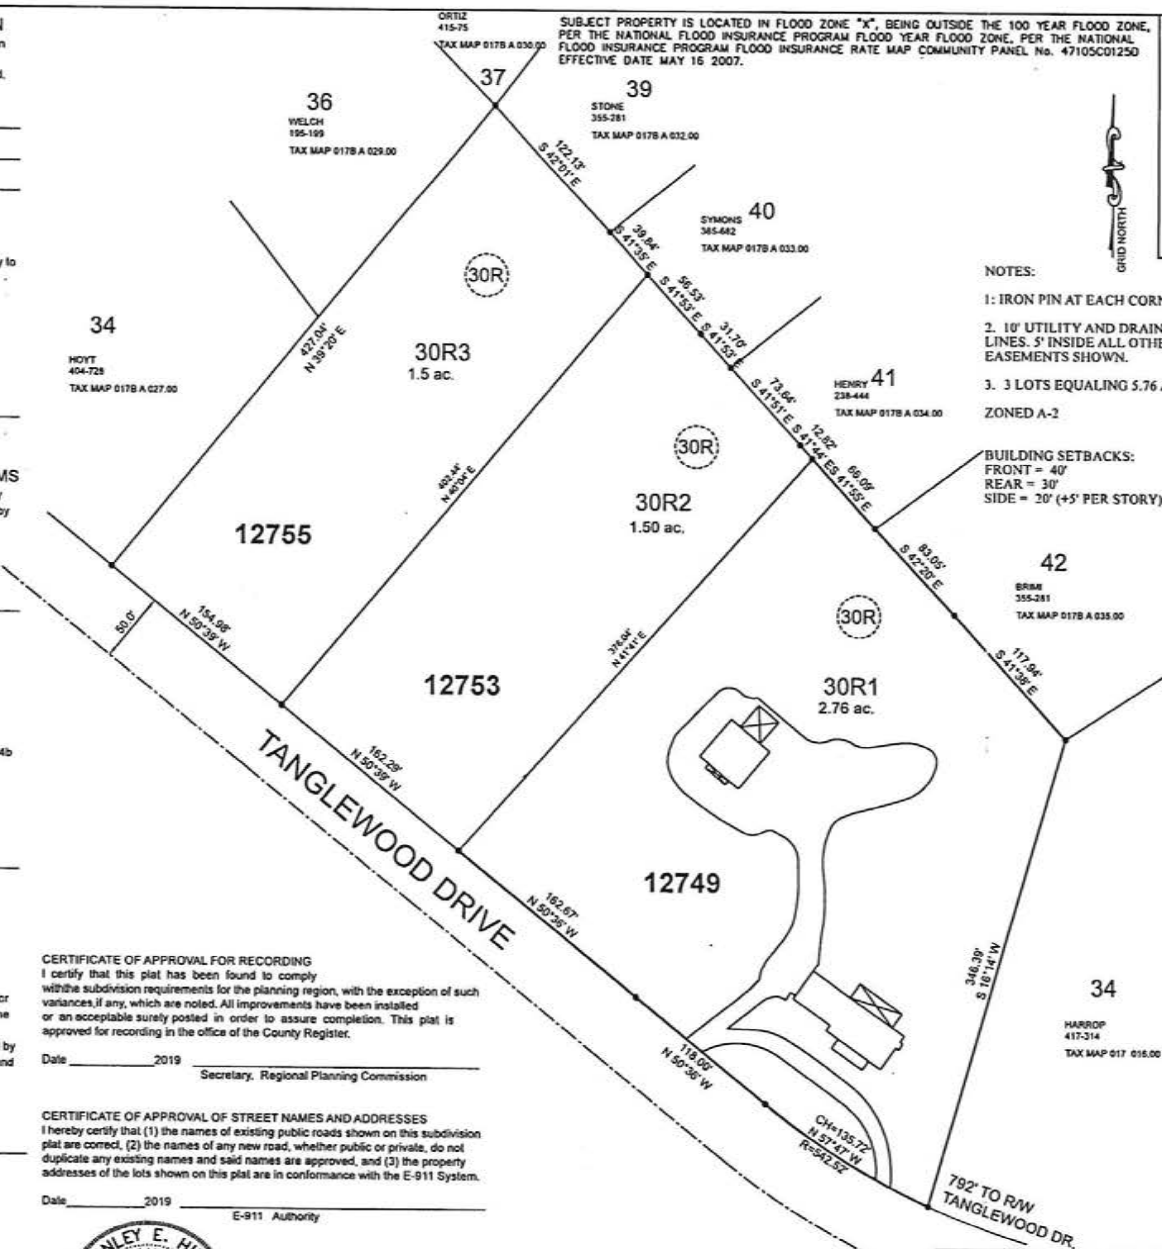 ORTIZ
415-75
TAX MAP 017B A 030.00
SUBJECT PROPERTY IS LOCATED IN FLOOD ZONE "X", BEING OUTSIDE THE 100 YEAR FLOOD ZONE,
PER THE NATIONAL FLOOD INSURANCE PROGRAM FLOOD YEAR FLOOD ZONE, PER THE NATIONAL
FLOOD INSURANCE PROGRAM FLOOD INSURANCE RATE MAP COMMUNITY PANEL No. 47105C0125D
EFFECTIVE DATE MAY 16 2007.
37
36
WELCH
195-199
TAX MAP 017B A 029.00
39
STONE
355-281
TAX MAP 017B A 032.00
122.13'
S 42°01' E
40
SYMONS
365-682
TAX MAP 017B A 033.00
GRID NORTH
39.84'
S 41°35' E
56.53'
S 41°53' E
31.70'
S 41°53' E
30R
30R3
1.5 ac.
427.04'
N 39°20' E
34
HOYT
404-728
TAX MAP 017B A 027.00
NOTES:
1: IRON PIN AT EACH CORN
2. 10' UTILITY AND DRAIN
LINES. 5' INSIDE ALL OTHE
EASEMENTS SHOWN.
3. 3 LOTS EQUALING 5.76
ZONED A-2
BUILDING SETBACKS:
FRONT = 40'
REAR = 30'
SIDE = 20' (+5' PER STORY)
41
HENRY
238-444
TAX MAP 017B A 034.00
73.64'
S 41°51' E
12.82'
S 41°44' E
66.09'
S 41°55' E
30R
30R2
1.50 ac.
402.44'
N 40°04' E
12755
83.05'
S 42°20' E
42
BRIMI
355-281
TAX MAP 017B A 035.00
117.94'
S 41°38' E
30R
30R1
2.76 ac.
376.04'
N 41°41' E
50.0'
154.98'
N 50°39' W
12753
162.29'
N 50°39' W
TANGLEWOOD DRIVE
12749
162.67'
N 50°36' W
346.39'
S 16°14' W
34
HARROP
417-314
TAX MAP 017 016.00
118.00'
N 50°36' W
CH=135.72'
N 57°47' W
R=542.52'
792' TO R/W
TANGLEWOOD DR.
CERTIFICATE OF APPROVAL FOR RECORDING
I certify that this plat has been found to comply
withthe subdivision requirements for the planning region, with the exception of such
variances,if any, which are noted. All improvements have been installed
or an acceptable surety posted in order to assure completion. This plat is
approved for recording in the office of the County Register.
Date 2019
Secretary, Regional Planning Commission
CERTIFICATE OF APPROVAL OF STREET NAMES AND ADDRESSES
I hereby certify that (1) the names of existing public roads shown on this subdivision
plat are correct, (2) the names of any new road, whether public or private, do not
duplicate any existing names and said names are approved, and (3) the property
addresses of the lots shown on this plat are in conformance with the E-911 System.
Date 2019
E-911 Authority
NLEY E. H